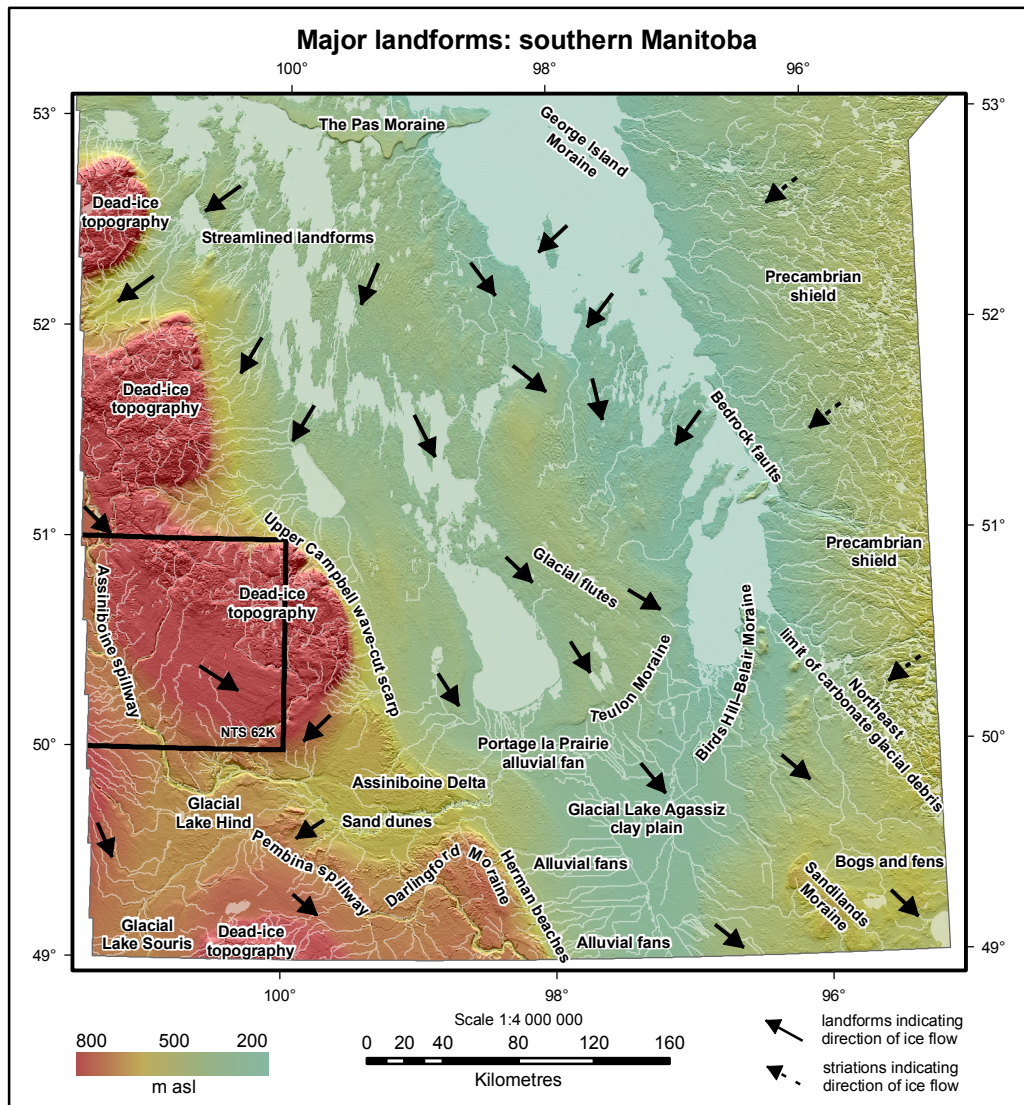 Major landforms: southern Manitoba
100°
98°
96°
53°
53°
The Pas Moraine
George Island
Moraine
Dead-ice
topography
Streamlined landforms
Precambrian
shield
52°
52°
Dead-ice
topography
Bedrock faults
51°
51°
Upper Campbell wave-cut scarp
Glacial flutes
Precambrian
shield
Assiniboine spillway
Dead-ice
topography
Birds Hill–Belair Moraine
Teulon Moraine
Northeast
limit of carbonate glacial debris
NTS 62K
50°
50°
Portage la Prairie
alluvial fan
Assiniboine Delta
Glacial
Lake Hind
Sand dunes
Glacial Lake Agassiz
clay plain
Pembina spillway
Darlingford
Moraine
Herman beaches
Alluvial fans
Bogs and fens
Sandilands
Moraine
Glacial
Lake Souris
Dead-ice
topography
Alluvial fans
49°
49°
100°
98°
96°
800
500
200
m asl
Scale 1:4 000 000
0
20
40
80
120
160
Kilometres
landforms indicating
direction of ice flow
striations indicating
direction of ice flow